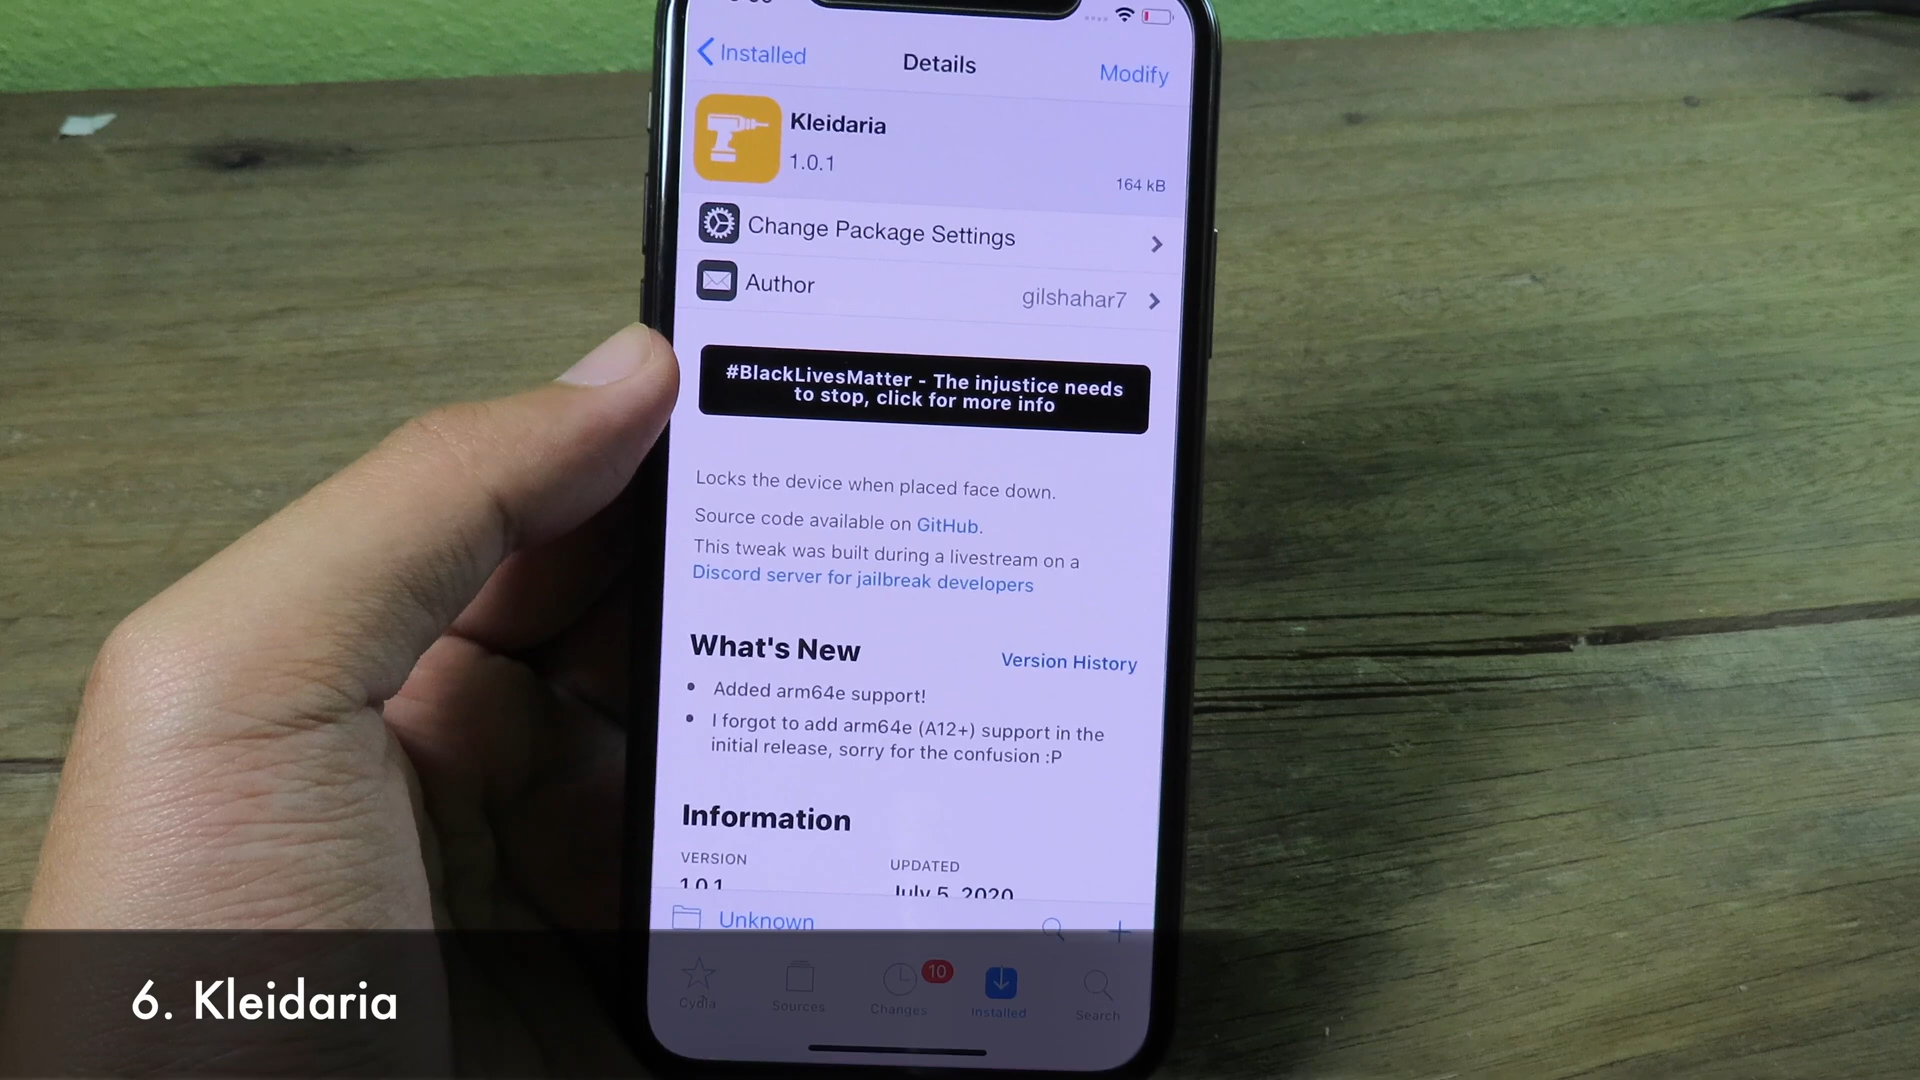 Installed
Details
Modify
Kleidaria
1.0.1
164 kB
Change Package Settings
Author
gilshahar7
#BlackLivesMatter - The injustice needs
to stop, click for more info
Locks the device when placed face down.
Source code available on GitHub.
This tweak was built during a livestream on a
Discord server for jailbreak developers
What's New
Version History
Added arm64e support!
I forgot to add arm64e (A12+) support in the
initial release, sorry for the confusion :P
Information
VERSION
UPDATED
1.0.1
July 5, 2020
Unknown
10
Cydia
Sources
Changes
Installed
Search
6. Kleidaria